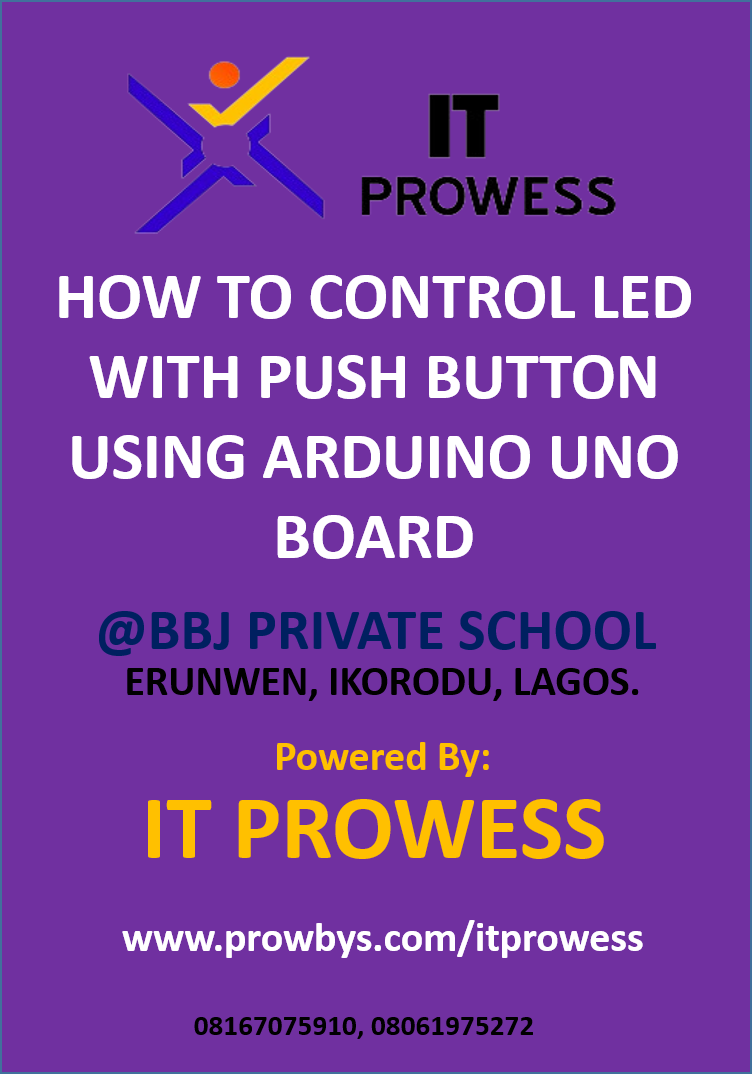 IT
PROWESS
HOW TO CONTROL LED
WITH PUSH BUTTON
USING ARDUINO UNO
BOARD
@BBJ PRIVATE SCHOOL
ERUNWEN, IKORODU, LAGOS.
Powered By:
IT PROWESS
www.prowbys.com/itprowess
08167075910, 08061975272